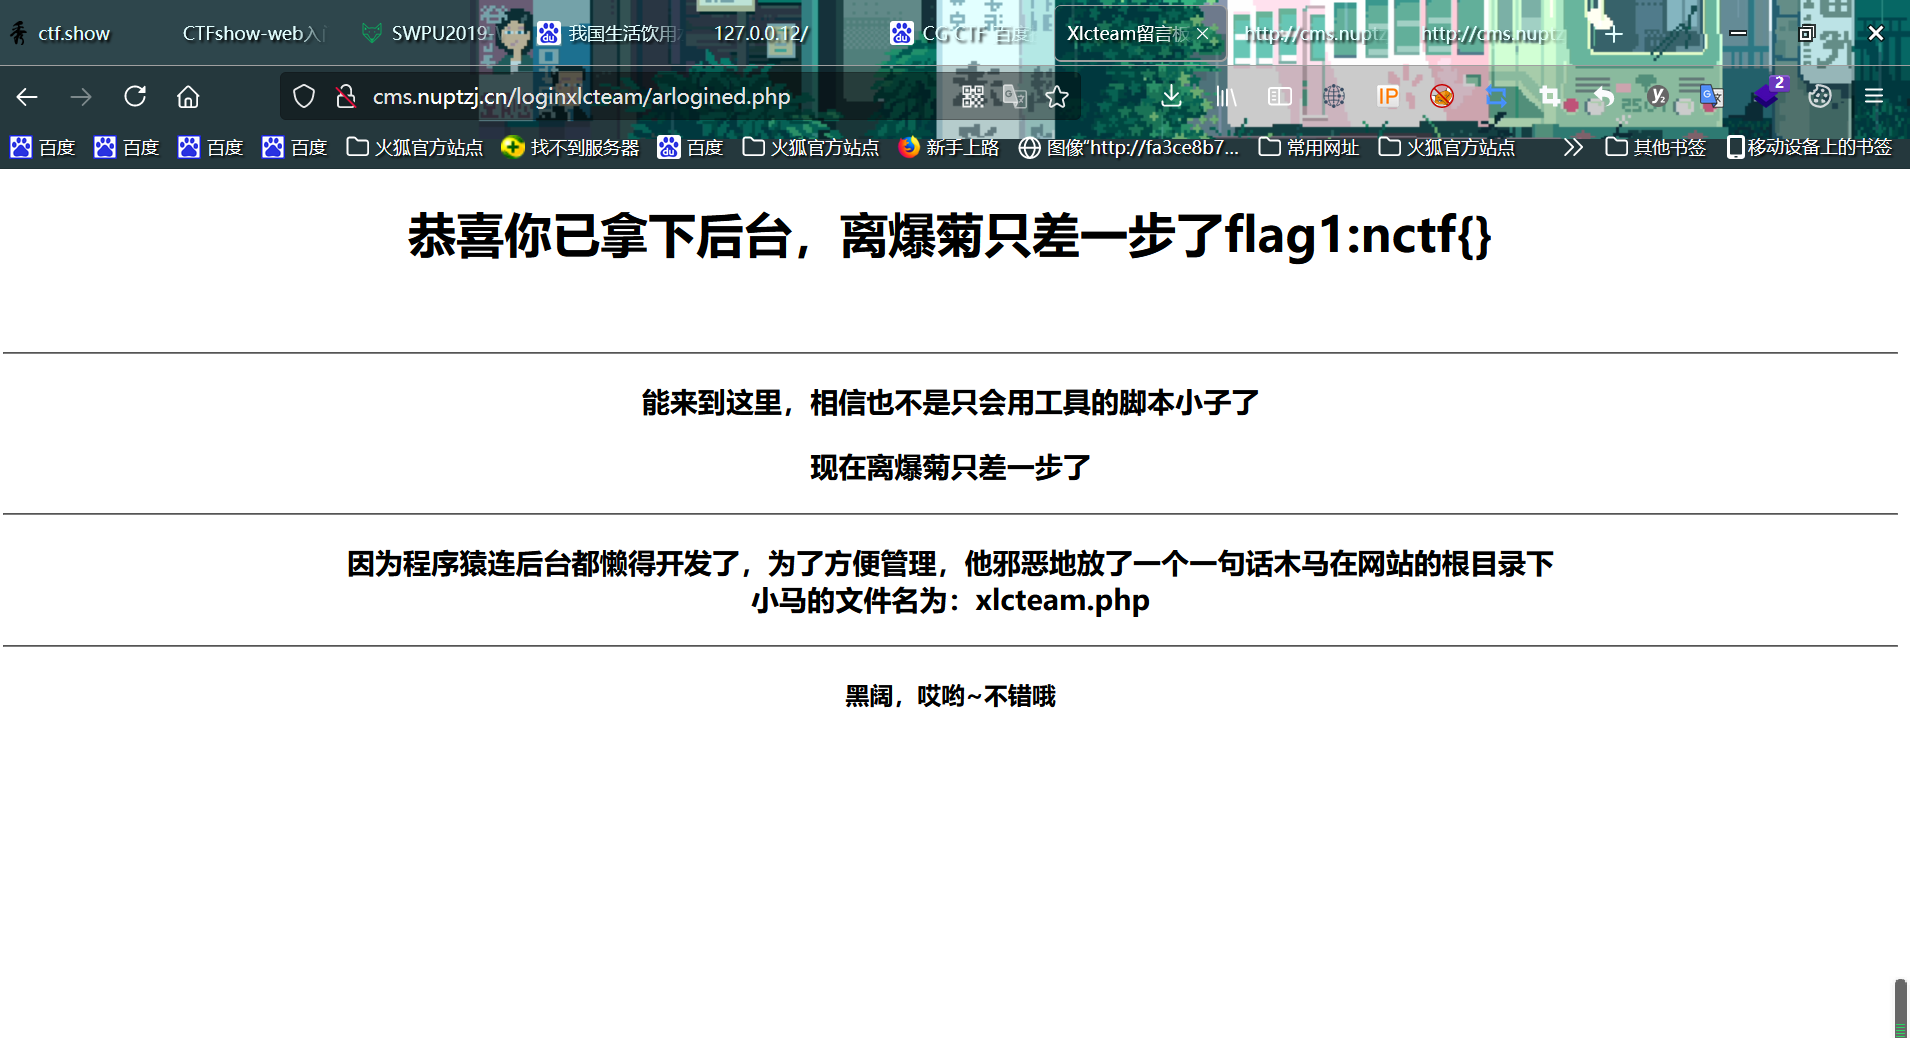 ctf.show
CTFshow-web入
SWPU2019-
我国生活饮用
127.0.0.12/
CG CTF 百度
Xlcteam留言板
http://cms.nuptz
http://cms.nuptz
cms.nuptzj.cn/loginxlcteam/arlogined.php
IP
2
百度
百度
百度
百度
火狐官方站点
找不到服务器
百度
火狐官方站点
新手上路
图像“http://fa3ce8b7...
常用网址
火狐官方站点
其他书签
移动设备上的书签
恭喜你已拿下后台，离爆菊只差一步了flag1:nctf{}
能来到这里，相信也不是只会用工具的脚本小子了
现在离爆菊只差一步了
因为程序猿连后台都懒得开发了，为了方便管理，他邪恶地放了一个一句话木马在网站的根目录下
小马的文件名为：xlcteam.php
黑阔，哎哟~不错哦